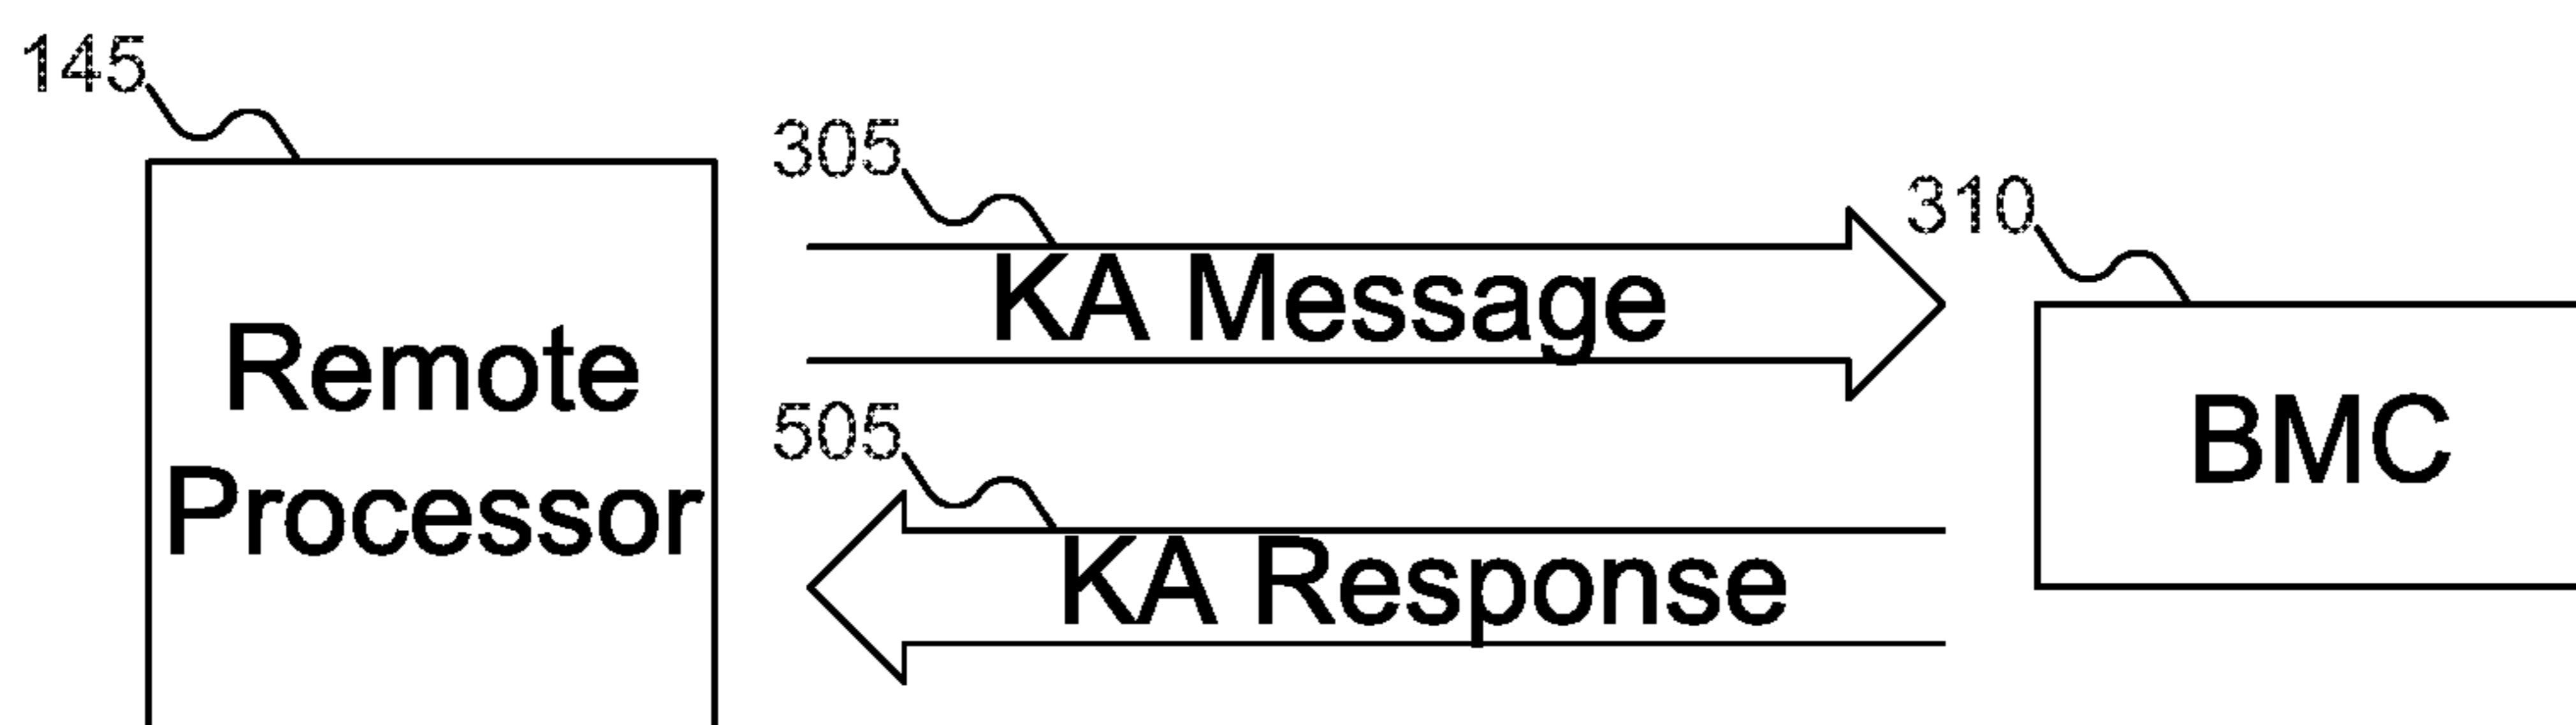 145
305
310
KA Message
Remote
Processor
505
BMC
KA Response